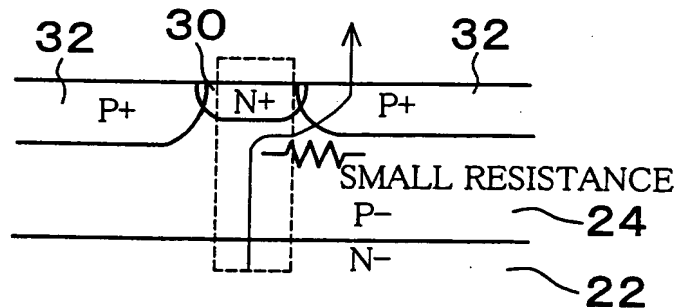 32 30 32
P+ N+ P+
SMALL RESISTANCE
P− 24
N− 22